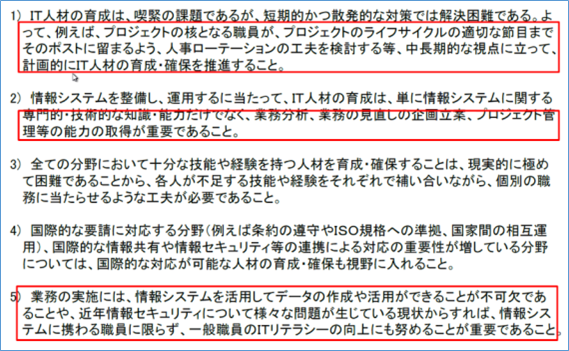 1) IT人材の育成は、喫緊の課題であるが、短期的かつ散発的な対策では解決困難である。よ
って、例えば、プロジェクトの核となる職員が、プロジェクトのライフサイクルの適切な節目まで
そのポストに留まるよう、人事ローテーションの工夫を検討する等、中長期的な視点に立って、
計画的にIT人材の育成・確保を推進すること。
2) 情報システムを整備し、運用するに当たって、IT人材の育成は、単に情報システムに関する
専門的・技術的な知識・能力だけでなく、業務分析、業務の見直しの企画立案、プロジェクト管
理等の能力の取得が重要であること。
3) 全ての分野において十分な技能や経験を持つ人材を育成・確保することは、現実的に極め
て困難であることから、各人が不足する技能や経験をそれぞれで補い合いながら、個別の職
務に当たらせるような工夫が必要であること。
4) 国際的な要請に対応する分野(例えば条約の遵守やISO規格への準拠、国家間の相互運
用)、国際的な情報共有や情報セキュリティ等の連携による対応の重要性が増している分野
については、国際的な対応が可能な人材の育成・確保も視野に入れること。
5) 業務の実施には、情報システムを活用してデータの作成や活用ができることが不可欠であ
ることや、近年情報セキュリティについて様々な問題が生じている現状からすれば、情報シス
テムに携わる職員に限らず、一般職員のITリテラシーの向上にも努めることが重要であること。